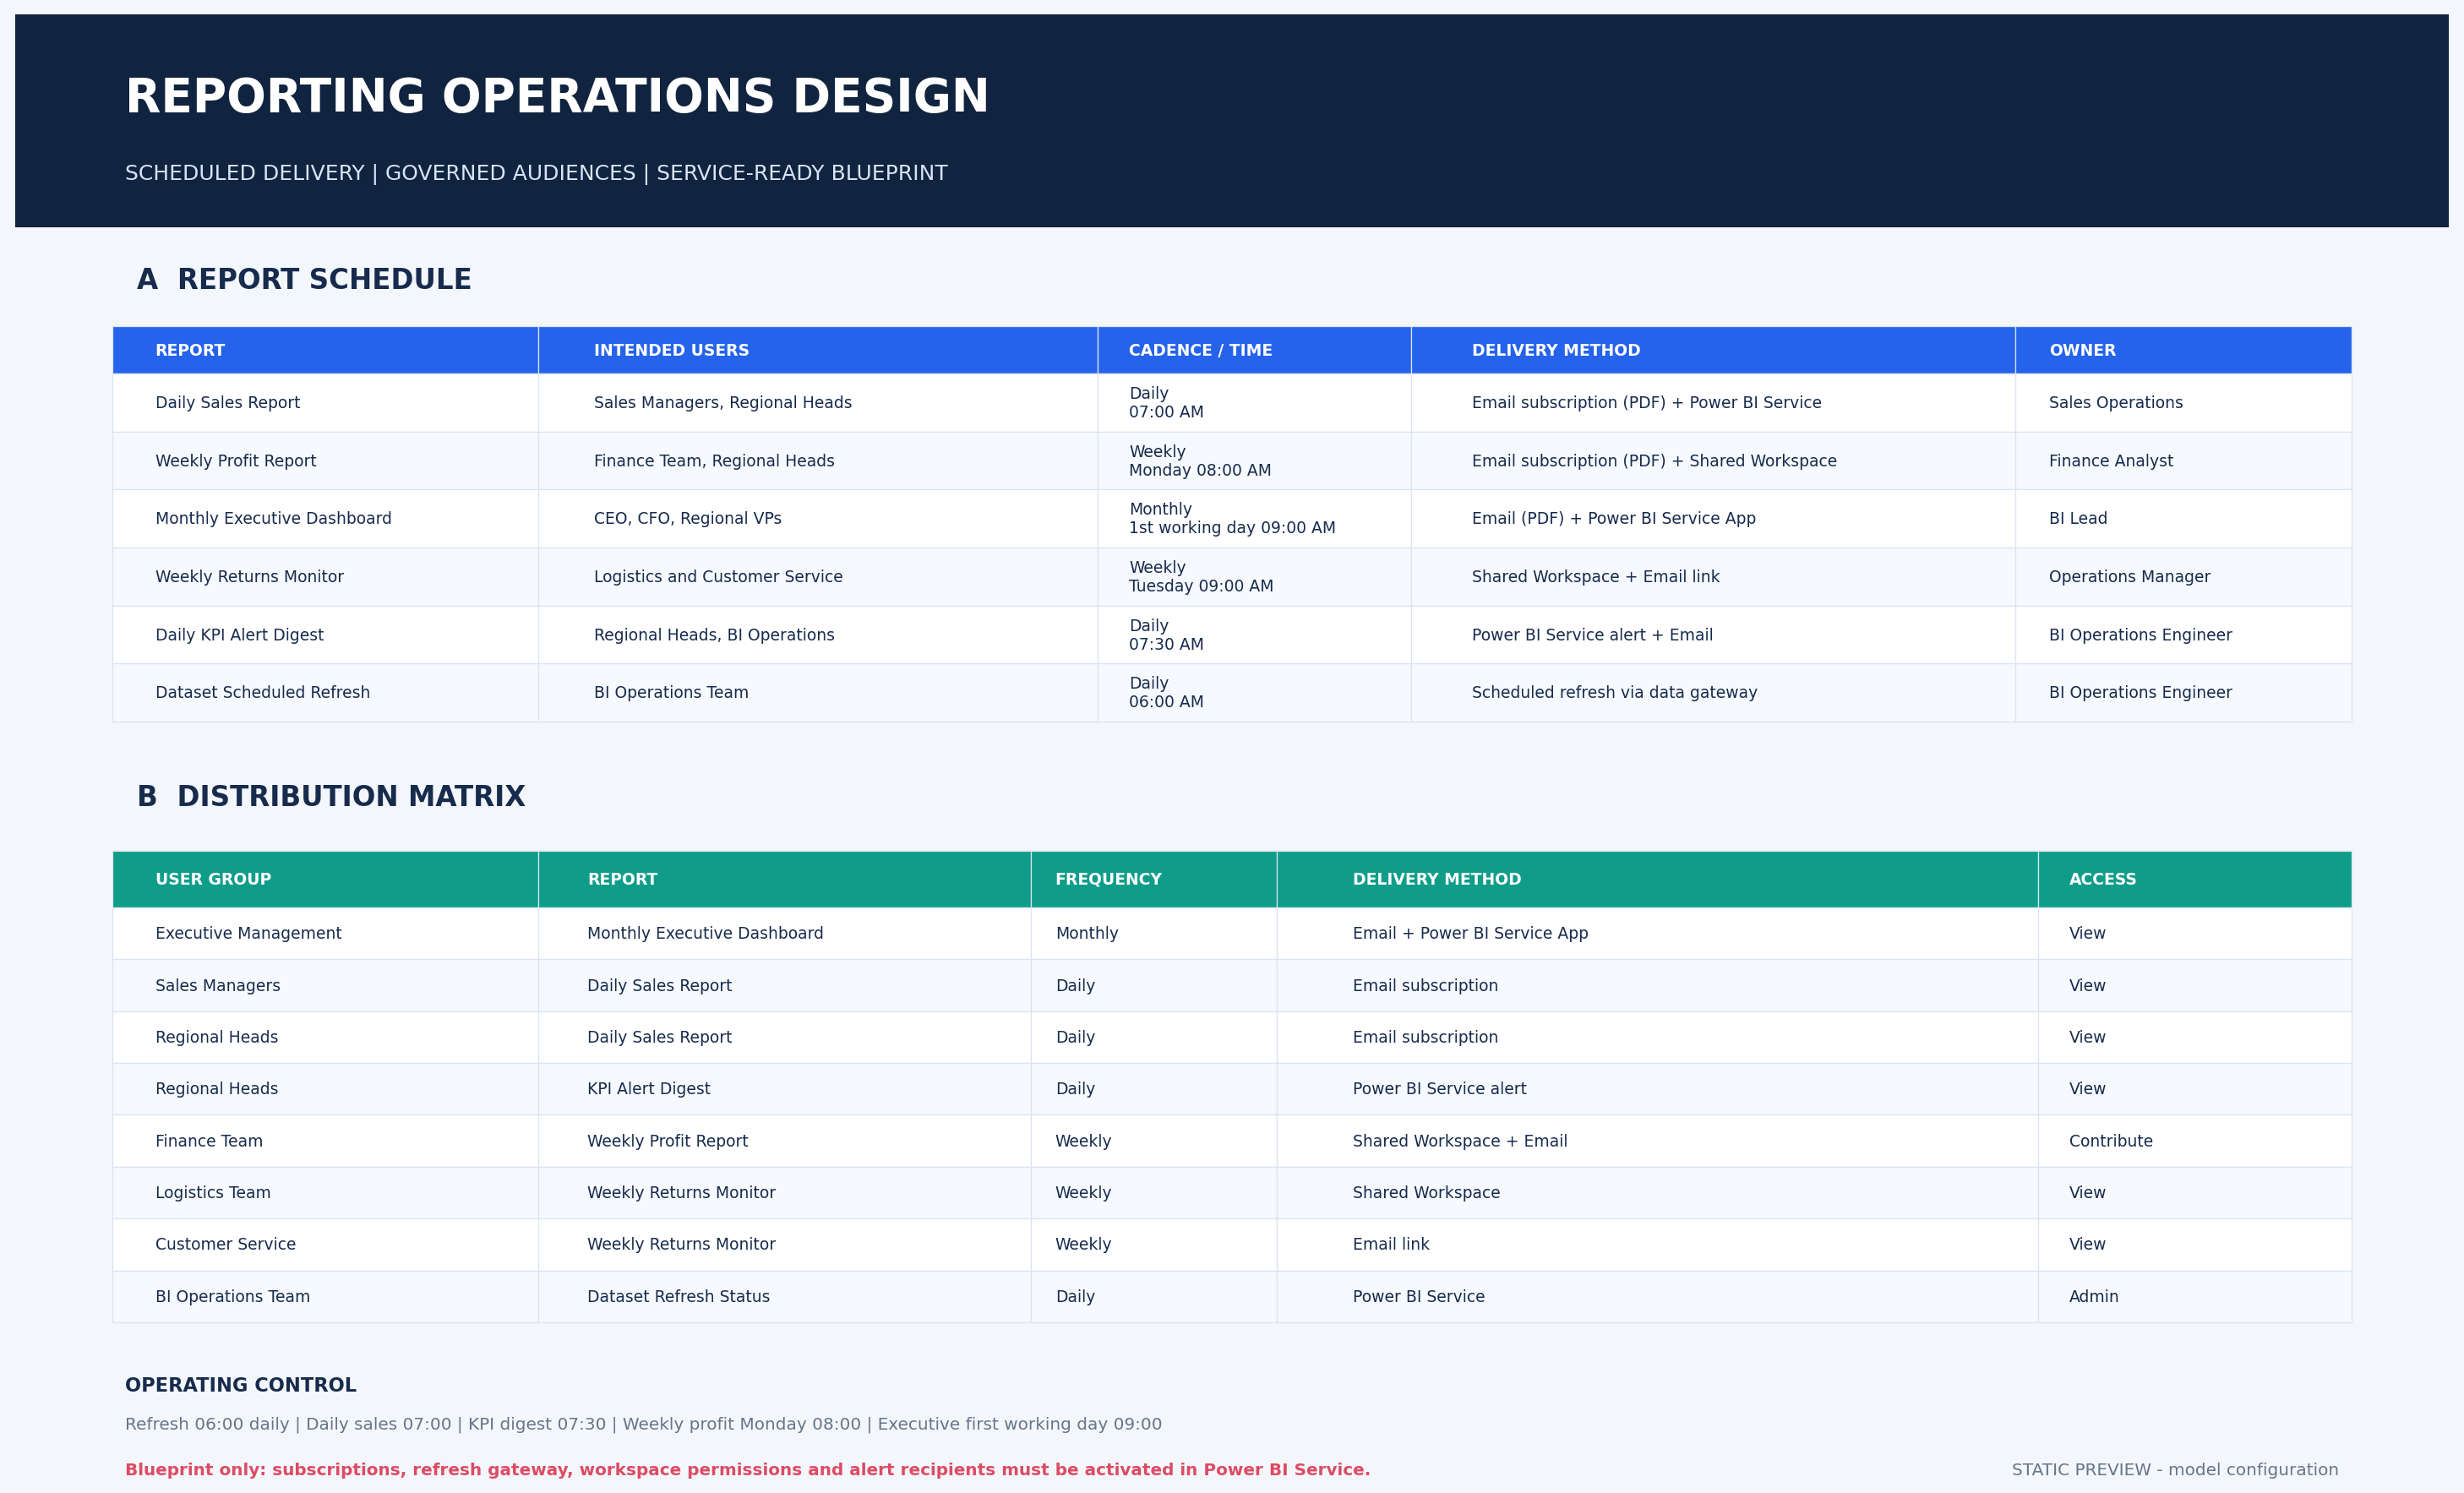 REPORTING OPERATIONS DESIGN
SCHEDULED DELIVERY | GOVERNED AUDIENCES | SERVICE-READY BLUEPRINT
A REPORT SCHEDULE
REPORT INTENDED USERS CADENCE / TIME DELIVERY METHOD OWNER
Daily Sales Report Sales Managers, Regional Heads Daily 07:00 AM Email subscription (PDF) + Power BI Service Sales Operations
Weekly Profit Report Finance Team, Regional Heads Weekly Monday 08:00 AM Email subscription (PDF) + Shared Workspace Finance Analyst
Monthly Executive Dashboard CEO, CFO, Regional VPs Monthly 1st working day 09:00 AM Email (PDF) + Power BI Service App BI Lead
Weekly Returns Monitor Logistics and Customer Service Weekly Tuesday 09:00 AM Shared Workspace + Email link Operations Manager
Daily KPI Alert Digest Regional Heads, BI Operations Daily 07:30 AM Power BI Service alert + Email BI Operations Engineer
Dataset Scheduled Refresh BI Operations Team Daily 06:00 AM Scheduled refresh via data gateway BI Operations Engineer
B DISTRIBUTION MATRIX
USER GROUP REPORT FREQUENCY DELIVERY METHOD ACCESS
Executive Management Monthly Executive Dashboard Monthly Email + Power BI Service App View
Sales Managers Daily Sales Report Daily Email subscription View
Regional Heads Daily Sales Report Daily Email subscription View
Regional Heads KPI Alert Digest Daily Power BI Service alert View
Finance Team Weekly Profit Report Weekly Shared Workspace + Email Contribute
Logistics Team Weekly Returns Monitor Weekly Shared Workspace View
Customer Service Weekly Returns Monitor Weekly Email link View
BI Operations Team Dataset Refresh Status Daily Power BI Service Admin
OPERATING CONTROL
Refresh 06:00 daily | Daily sales 07:00 | KPI digest 07:30 | Weekly profit Monday 08:00 | Executive first working day 09:00
Blueprint only: subscriptions, refresh gateway, workspace permissions and alert recipients must be activated in Power BI Service.
STATIC PREVIEW - model configuration